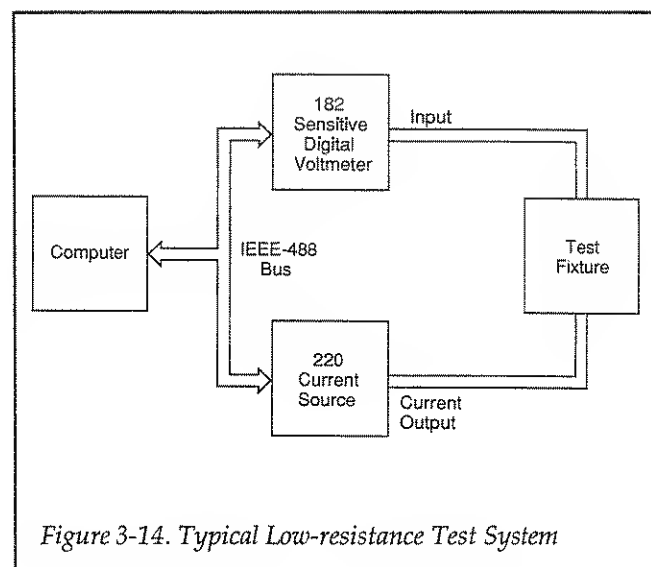 182
Sensitive
Digital
Voltmeter
Input
Computer
IEEE-488
Bus
Test
Fixture
220
Current
Source
Current
Output
Figure 3-14. Typical Low-resistance Test System